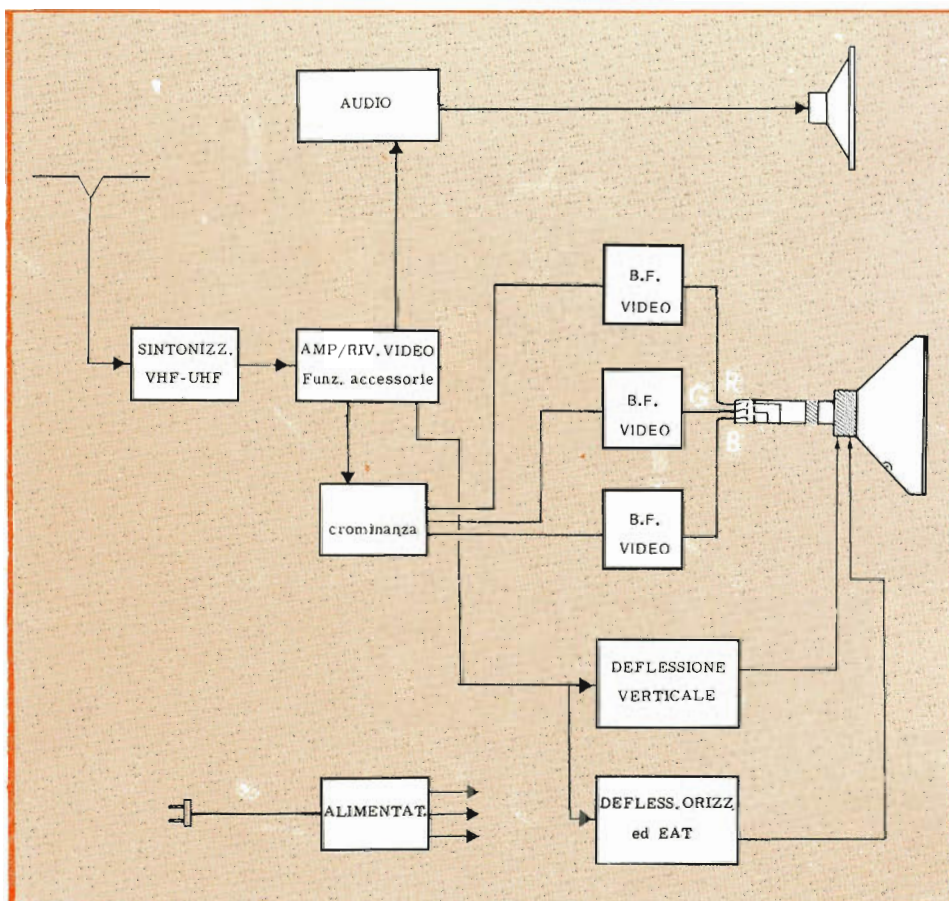 AUDIO
SINTONIZZ.
VHF-UHF
AMP/RIV. VIDEO
Funz. accessorie
B.F.
VIDEO
R
G
B
B.F.
VIDEO
crominanza
B.F.
VIDEO
DEFLESSIONE
VERTICALE
ALIMENTAT.
DEFLESS. ORIZZ.
ed EAT